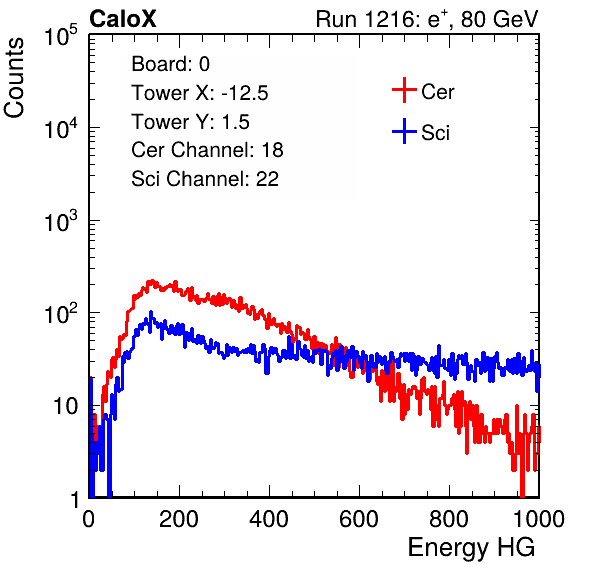 CaloX Run 1216: e⁺, 80 GeV
Counts
10⁵
10⁴
10³
10²
10
1
Board: 0
Tower X: -12.5
Tower Y: 1.5
Cer Channel: 18
Sci Channel: 22
Cer
Sci
0 200 400 600 800 1000
Energy HG